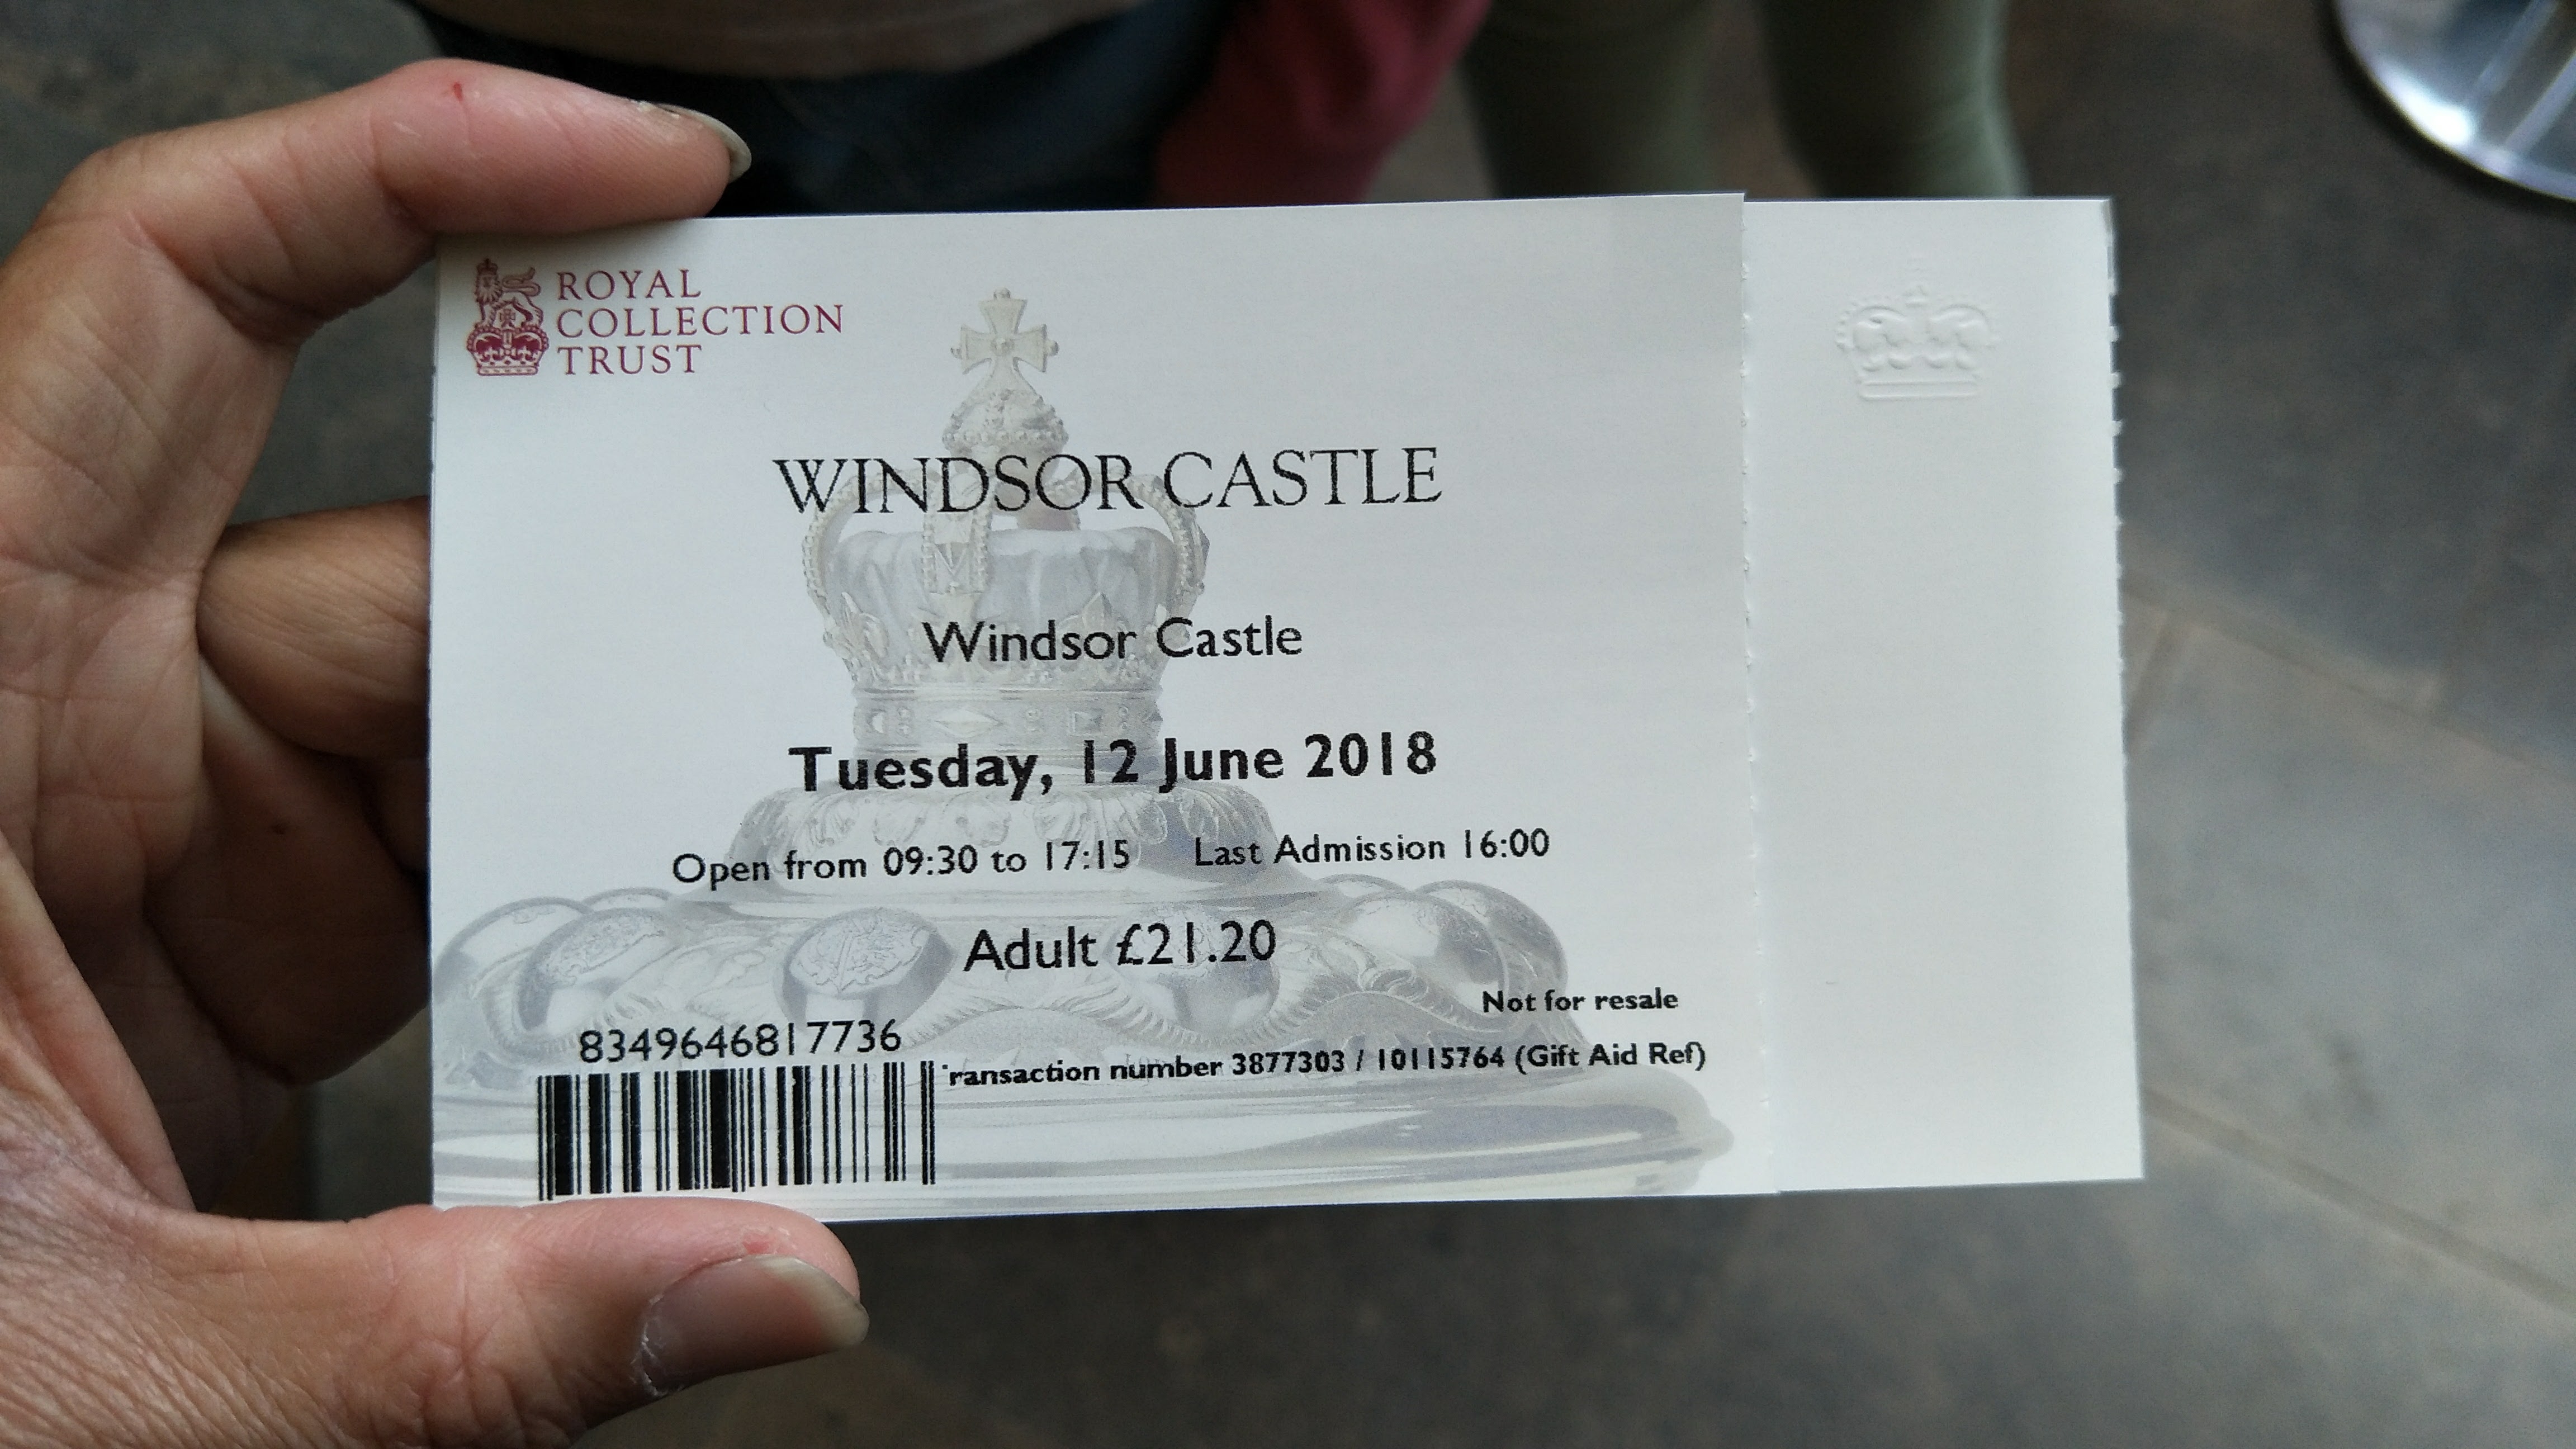 ROYAL
COLLECTION
TRUST
WINDSOR CASTLE
Windsor Castle
Tuesday, 12 June 2018
Open from 09:30 to 17:15 Last Admission 16:00
Adult £21.20
Not for resale
8349646817736
ransaction number 3877303 / 10115764 (Gift Aid Ref)